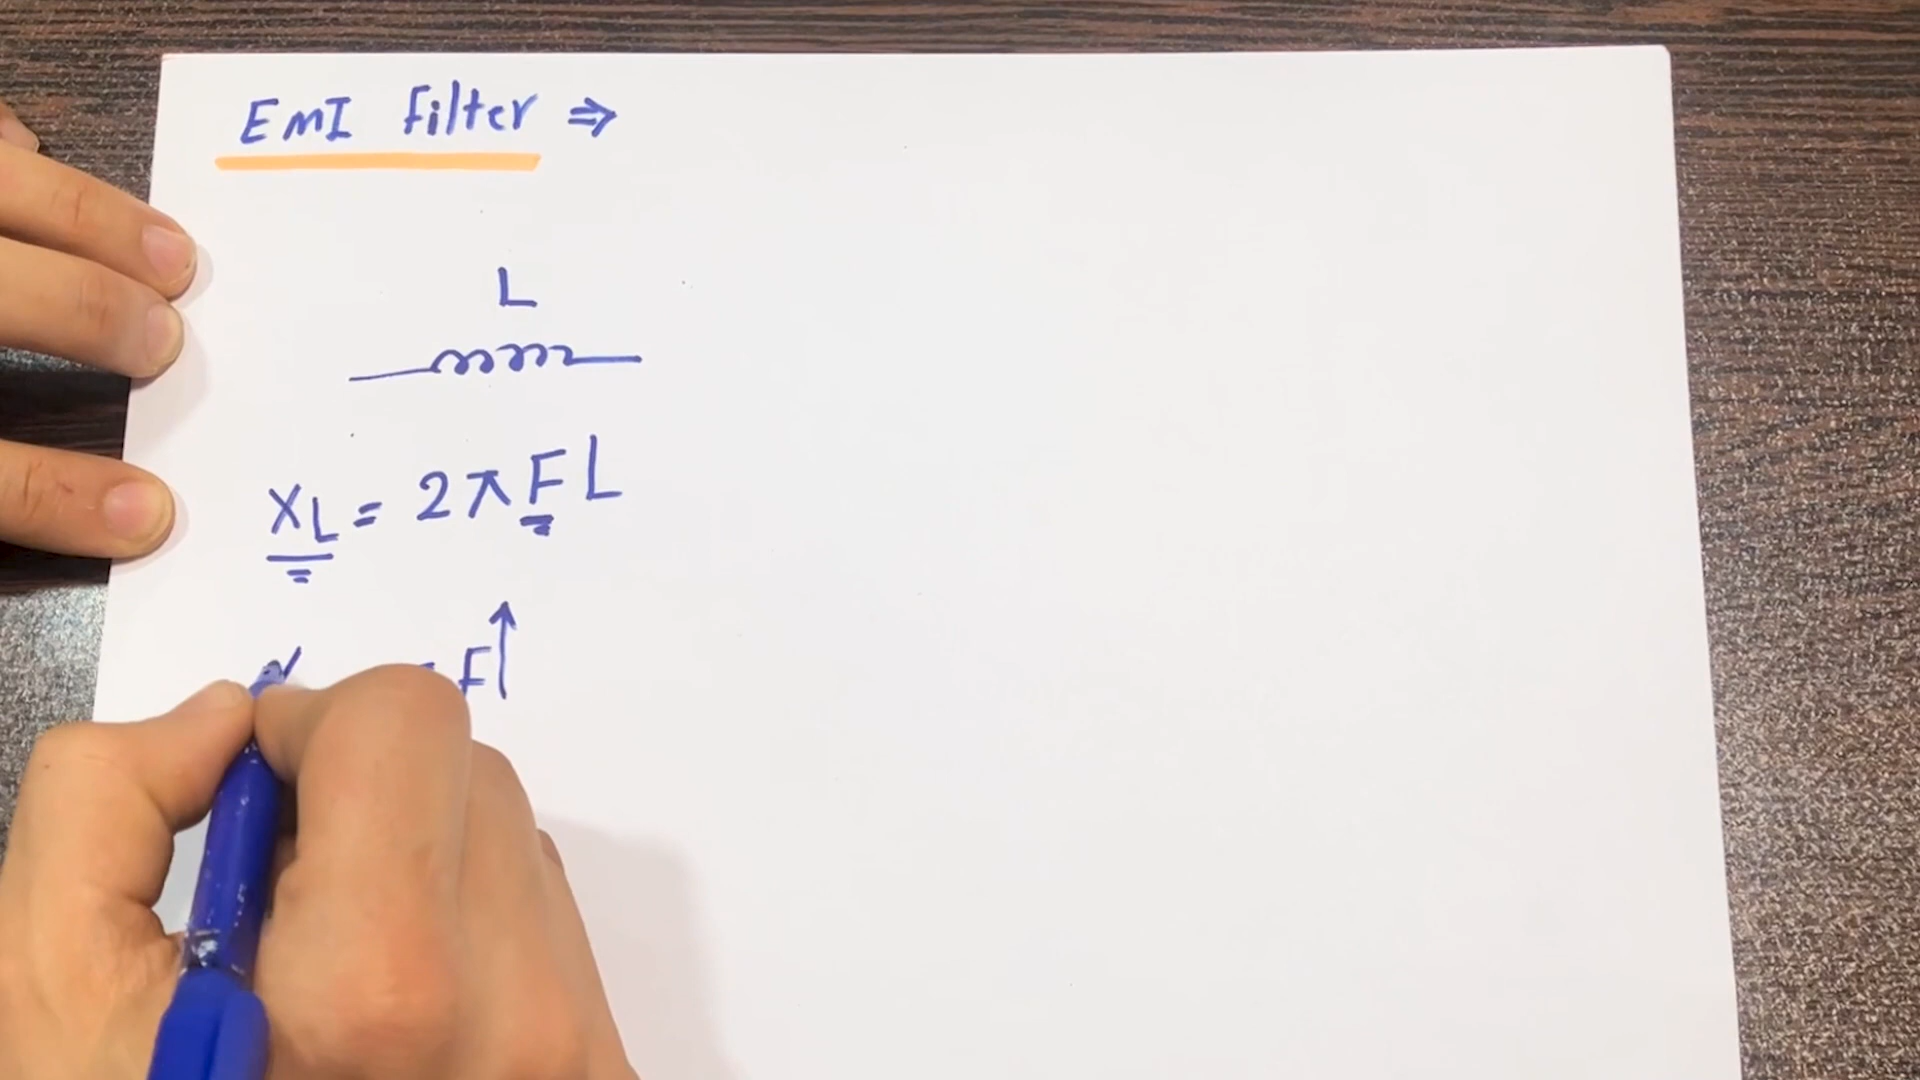 EmI Filter ⇒
L
XL = 2πFL
F↑